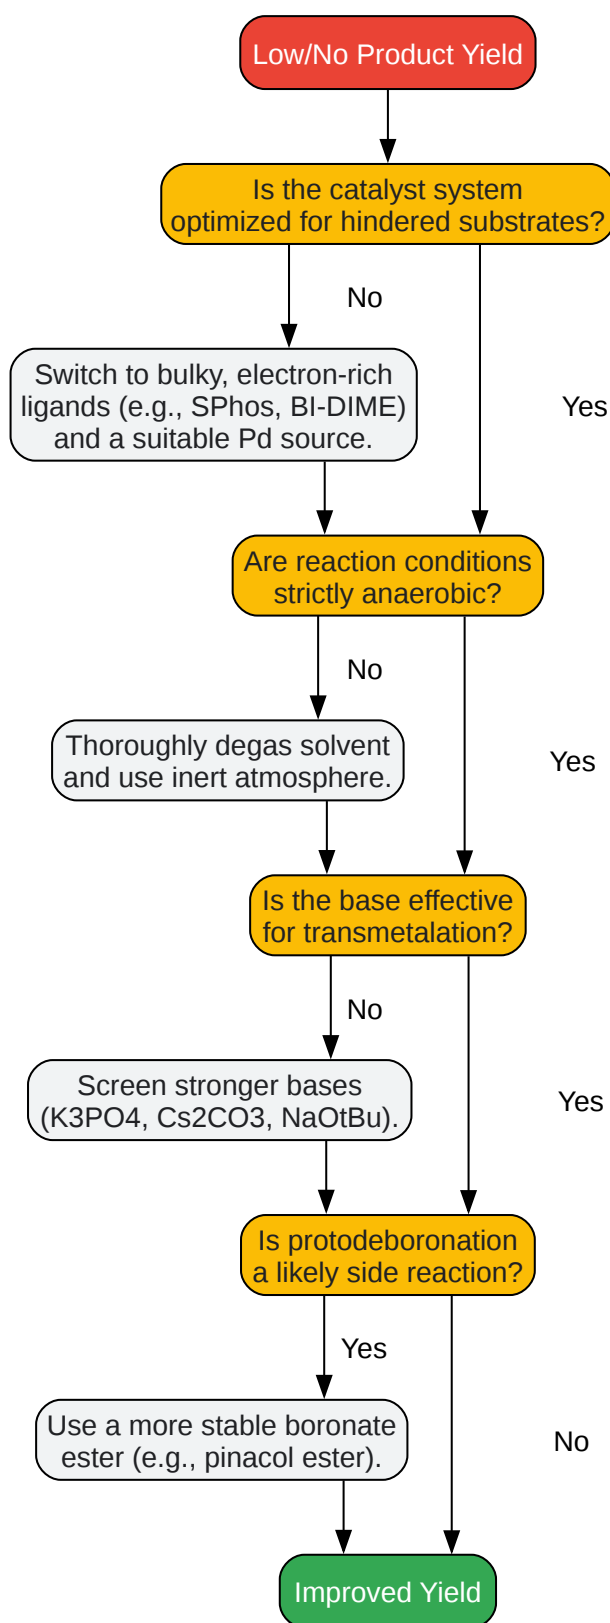 Low/No Product Yield
Is the catalyst system
optimized for hindered substrates?
No
Switch to bulky, electron-rich
ligands (e.g., SPhos, BI-DIME)
and a suitable Pd source.
Yes
Are reaction conditions
strictly anaerobic?
No
Thoroughly degas solvent
and use inert atmosphere.
Yes
Is the base effective
for transmetalation?
No
Screen stronger bases
(K3PO4, Cs2CO3, NaOtBu).
Yes
Is protodeboronation
a likely side reaction?
Yes
Use a more stable boronate
ester (e.g., pinacol ester).
No
Improved Yield